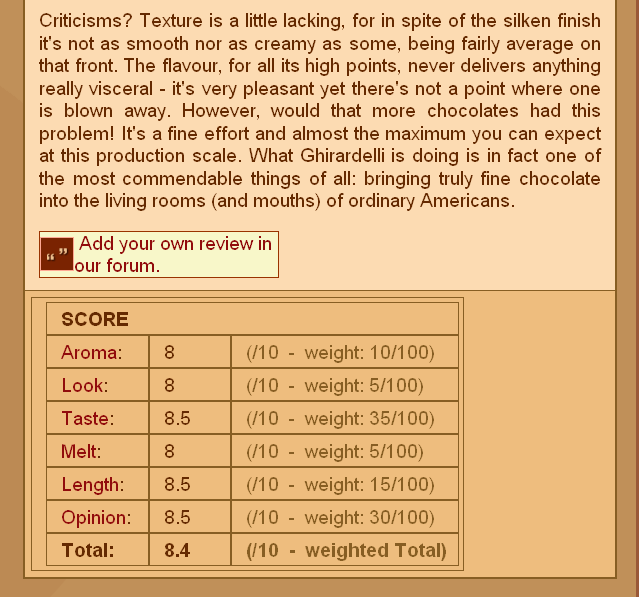 Criticisms? Texture is a little lacking, for in spite of the silken finish
it's not as smooth nor as creamy as some, being fairly average on
that front. The flavour, for all its high points, never delivers anything
really visceral - it's very pleasant yet there's not a point where one
is blown away. However, would that more chocolates had this
problem! It's a fine effort and almost the maximum you can expect
at this production scale. What Ghirardelli is doing is in fact one of
the most commendable things of all: bringing truly fine chocolate
into the living rooms (and mouths) of ordinary Americans.
Add your own review in
our forum.
SCORE
Aroma: 8 (/10 - weight: 10/100)
Look: 8 (/10 - weight: 5/100)
Taste: 8.5 (/10 - weight: 35/100)
Melt: 8 (/10 - weight: 5/100)
Length: 8.5 (/10 - weight: 15/100)
Opinion: 8.5 (/10 - weight: 30/100)
Total: 8.4 (/10 - weighted Total)